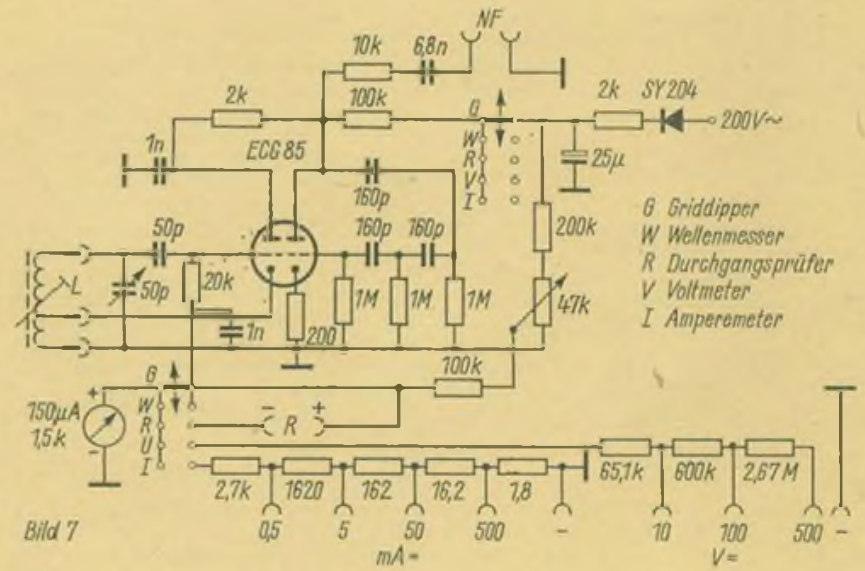 NF
10k
6,8n
2k
100k
G
2k
SY 204
200V~
1n
ECG 85
W
R
V
I
25µ
160p
50p
160p
160p
200k
G Griddipper
W Wellenmesser
R Durchgangsprüfer
V Voltmeter
I Amperemeter
L
50p
20k
1n
200
1M
1M
1M
47k
100k
G
W
R
U
I
+
150µA
1,5k
-
- R +
2,7k
1620
162
16,2
1,8
65,1k
600k
2,67M
0,5
5
50
500
-
mA=
10
100
500
-
V=
Bild 7